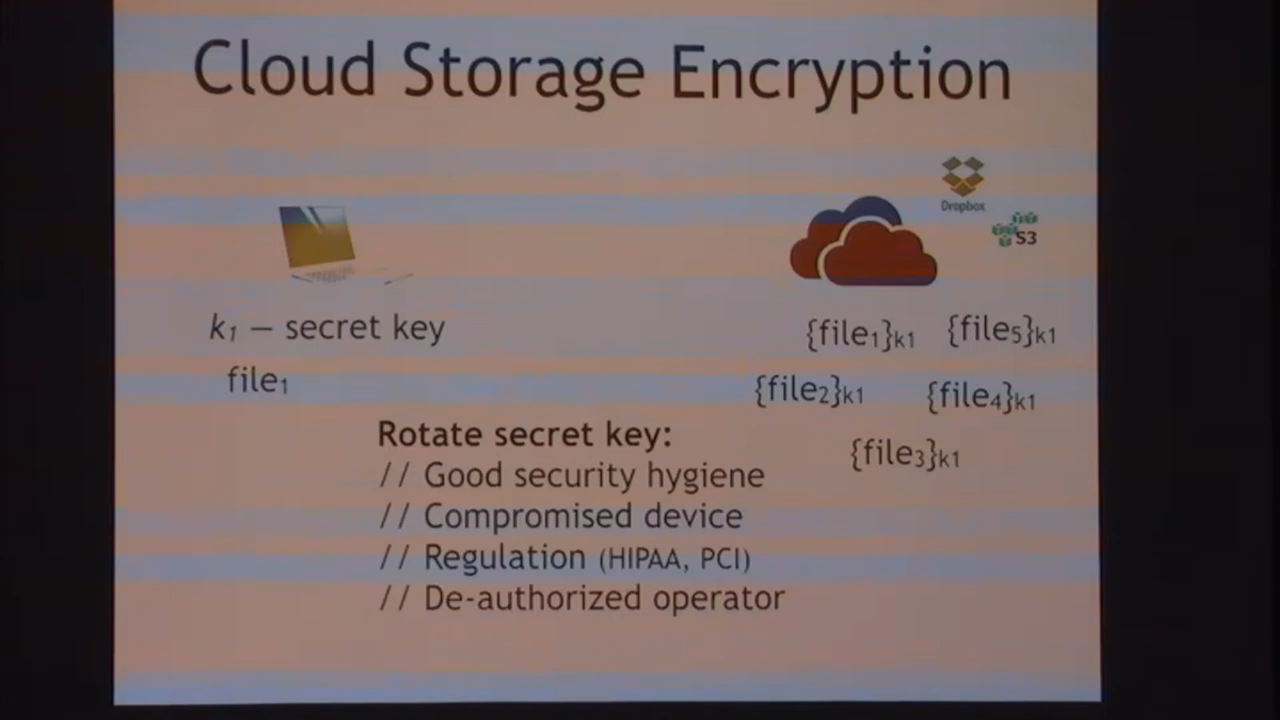 Cloud Storage Encryption
Dropbox
S3
k₁ – secret key
file₁
{file₁}k1 {file₅}k1
{file₂}k1 {file₄}k1
{file₃}k1
Rotate secret key:
// Good security hygiene
// Compromised device
// Regulation (HIPAA, PCI)
// De-authorized operator